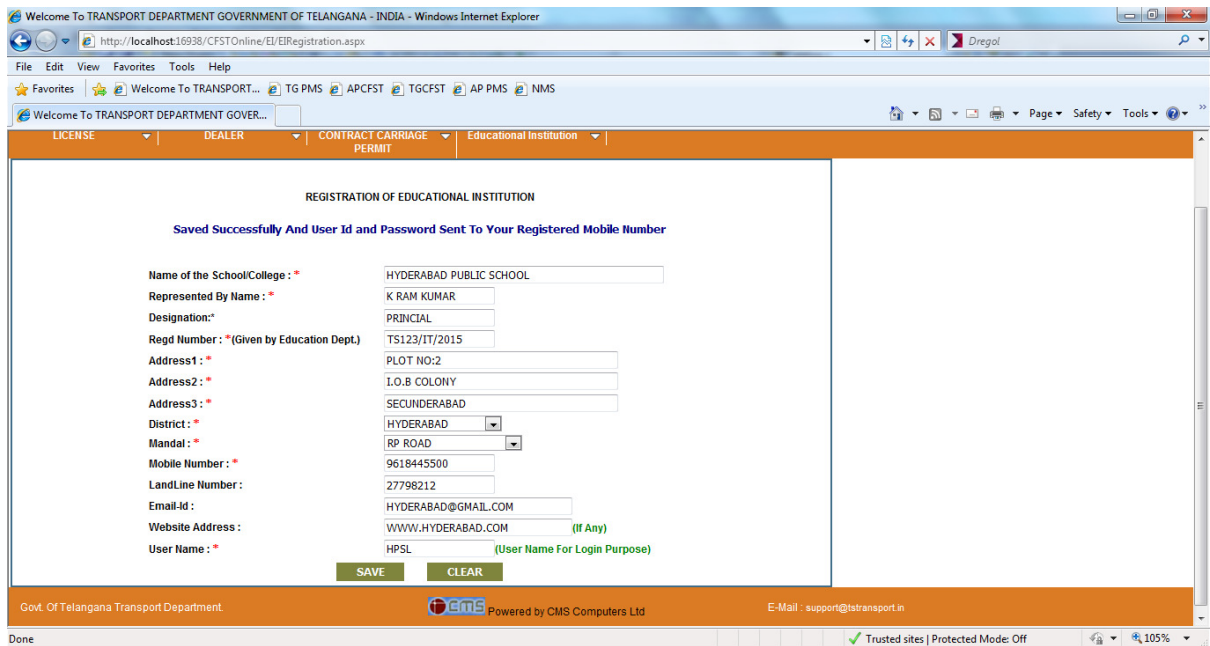 Welcome To TRANSPORT DEPARTMENT GOVERNMENT OF TELANGANA - INDIA - Windows Internet Explorer
http://localhost:16938/CFSTOnline/EI/EIRegistration.aspx Dregol
File Edit View Favorites Tools Help
Favorites Welcome To TRANSPORT... TG PMS APCFST TGCFST AP PMS NMS
Welcome To TRANSPORT DEPARTMENT GOVER... Page Safety Tools
LICENSE DEALER CONTRACT CARRIAGE Educational Institution
PERMIT
REGISTRATION OF EDUCATIONAL INSTITUTION
Saved Successfully And User Id and Password Sent To Your Registered Mobile Number
Name of the School/College : * HYDERABAD PUBLIC SCHOOL
Represented By Name : * K RAM KUMAR
Designation:* PRINCIAL
Regd Number : *(Given by Education Dept.) TS123/IT/2015
Address1 : * PLOT NO:2
Address2 : * I.O.B COLONY
Address3 : * SECUNDERABAD
District : * HYDERABAD
Mandal : * RP ROAD
Mobile Number : * 9618445500
LandLine Number : 27798212
Email-Id : HYDERABAD@GMAIL.COM
Website Address : WWW.HYDERABAD.COM (If Any)
User Name : * HPSL (User Name For Login Purpose)
SAVE CLEAR
Govt. Of Telangana Transport Department. CMS Powered by CMS Computers Ltd E-Mail : support@tstransport.in
Done Trusted sites | Protected Mode: Off 105%